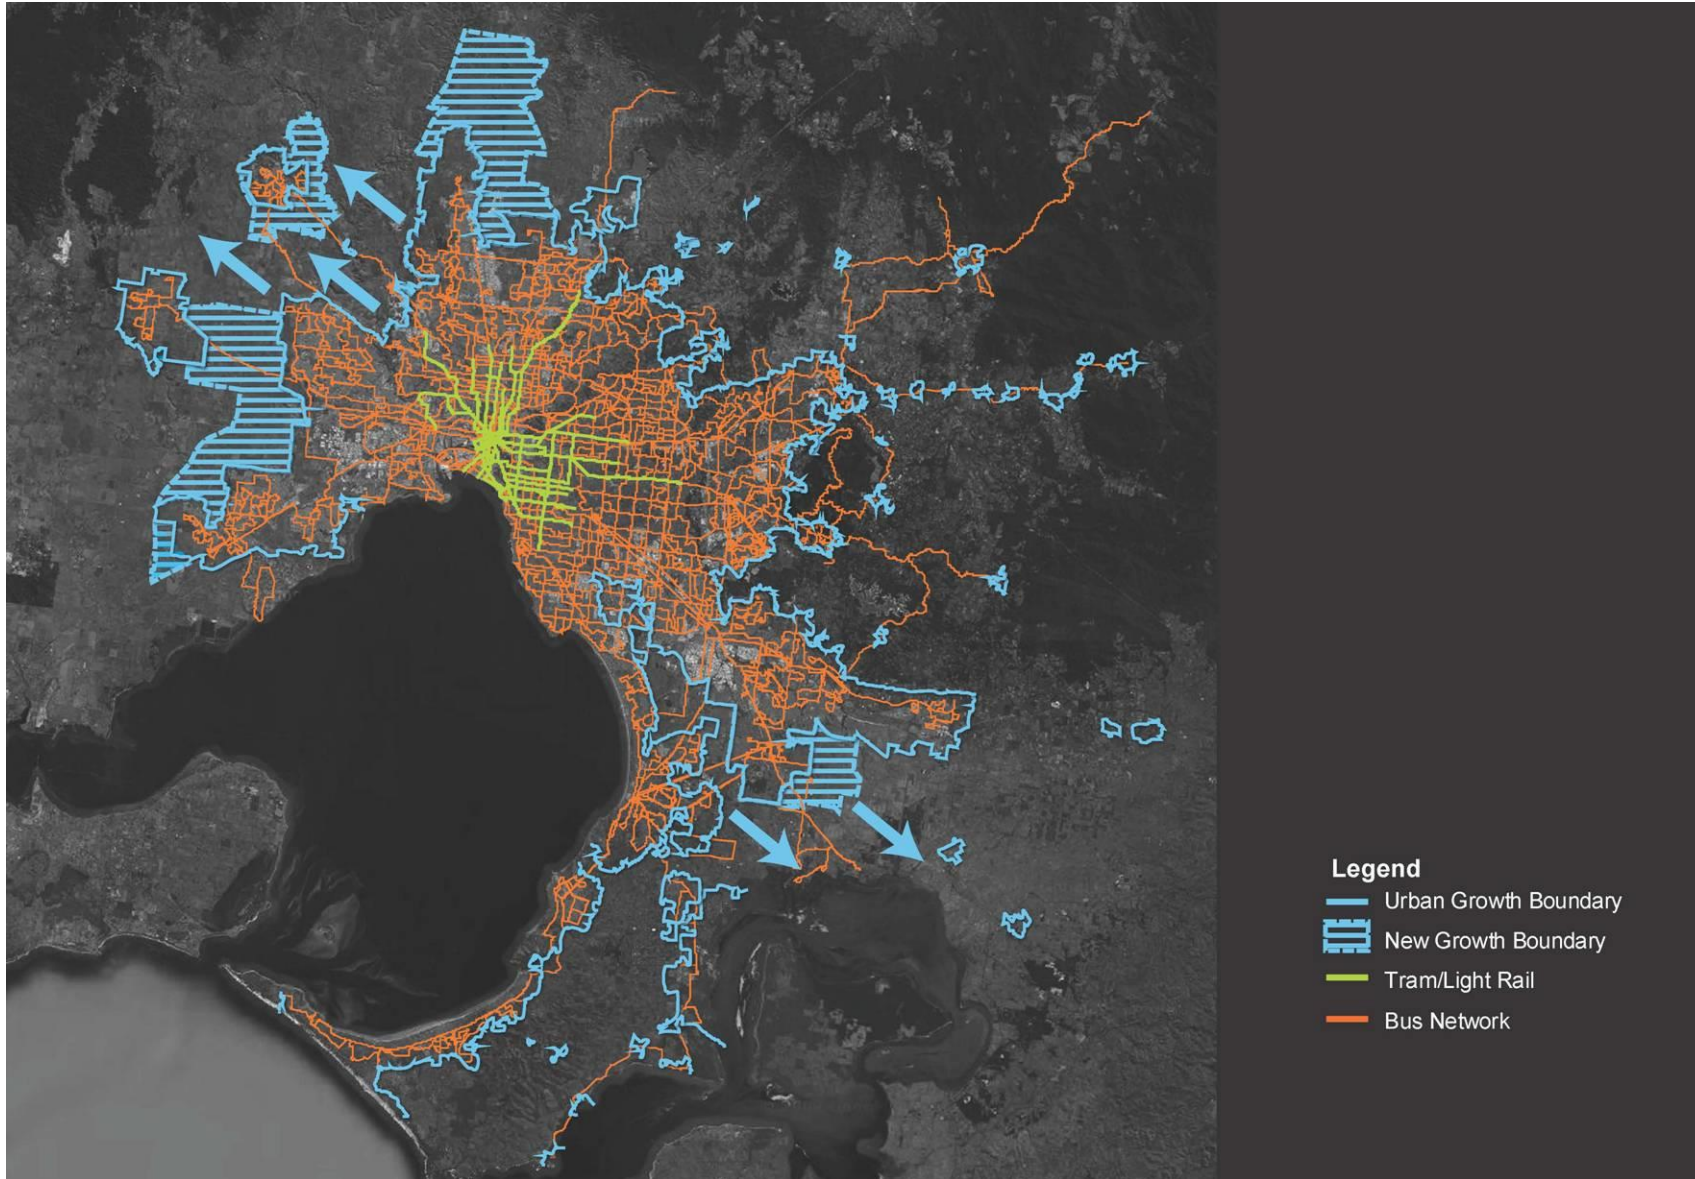 Legend
Urban Growth Boundary
New Growth Boundary
Tram/Light Rail
Bus Network